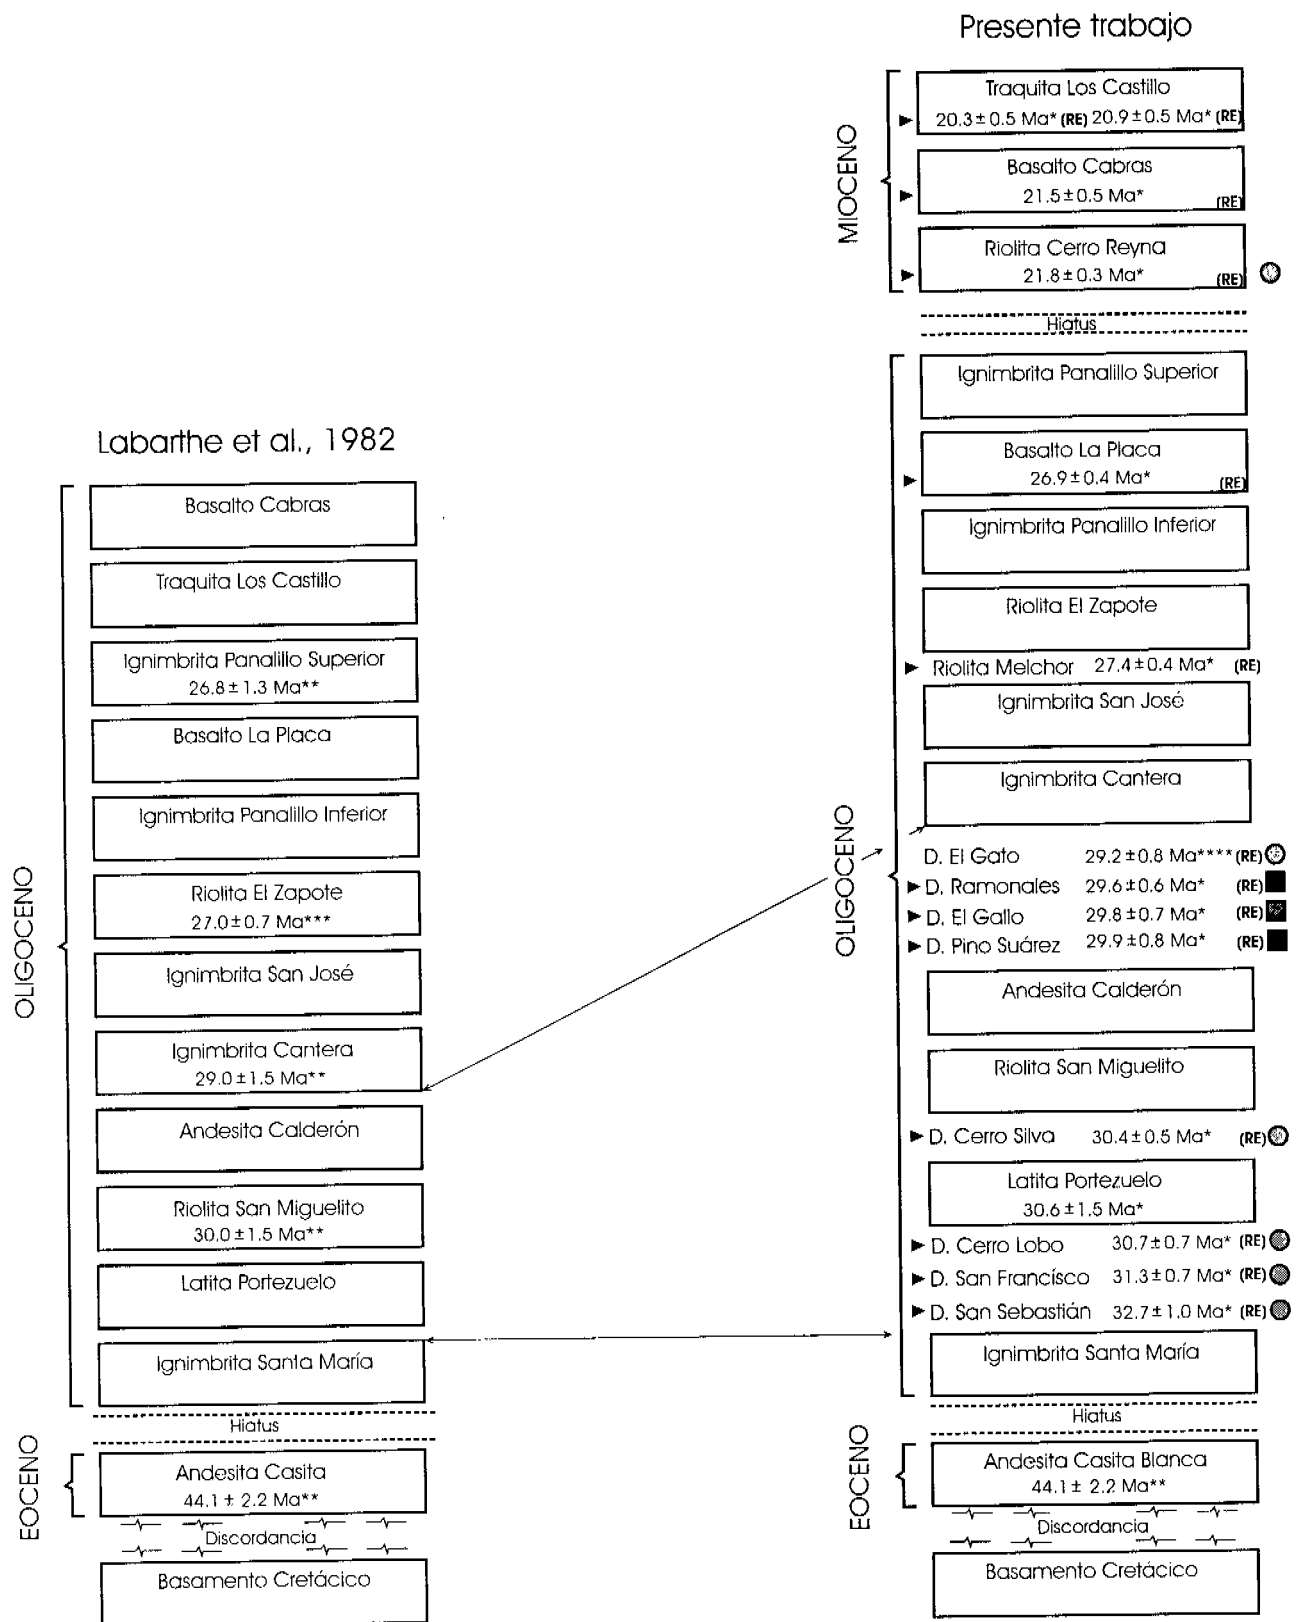 Labarthe et al., 1982
OLIGOCENO
Basalto Cabras
Traquita Los Castillo
Ignimbrita Panalillo Superior
26.8±1.3 Ma**
Basalto La Placa
Ignimbrita Panalillo Inferior
Riolita El Zapote
27.0±0.7 Ma***
Ignimbrita San José
Ignimbrita Cantera
29.0±1.5 Ma**
Andesita Calderón
Riolita San Miguelito
30.0±1.5 Ma**
Latita Portezuelo
Ignimbrita Santa María
Hiatus
EOCENO
Andesita Casita
44.1± 2.2 Ma**
Discordancia
Basamento Cretácico
Presente trabajo
MIOCENO
Traquita Los Castillo
20.3±0.5 Ma* (RE) 20.9±0.5 Ma* (RE)
Basalto Cabras
21.5±0.5 Ma* (RE)
Riolita Cerro Reyna
21.8±0.3 Ma* (RE)
Hiatus
OLIGOCENO
Ignimbrita Panalillo Superior
Basalto La Placa
26.9±0.4 Ma* (RE)
Ignimbrita Panalillo Inferior
Riolita El Zapote
Riolita Melchor 27.4±0.4 Ma* (RE)
Ignimbrita San José
Ignimbrita Cantera
D. El Gato 29.2±0.8 Ma**** (RE)
D. Ramonales 29.6±0.6 Ma* (RE)
D. El Gallo 29.8±0.7 Ma* (RE)
D. Pino Suárez 29.9±0.8 Ma* (RE)
Andesita Calderón
Riolita San Miguelito
D. Cerro Silva 30.4±0.5 Ma* (RE)
Latita Portezuelo
30.6±1.5 Ma*
D. Cerro Lobo 30.7±0.7 Ma* (RE)
D. San Francísco 31.3±0.7 Ma* (RE)
D. San Sebastián 32.7±1.0 Ma* (RE)
Ignimbrita Santa María
Hiatus
EOCENO
Andesita Casita Blanca
44.1± 2.2 Ma**
Discordancia
Basamento Cretácico